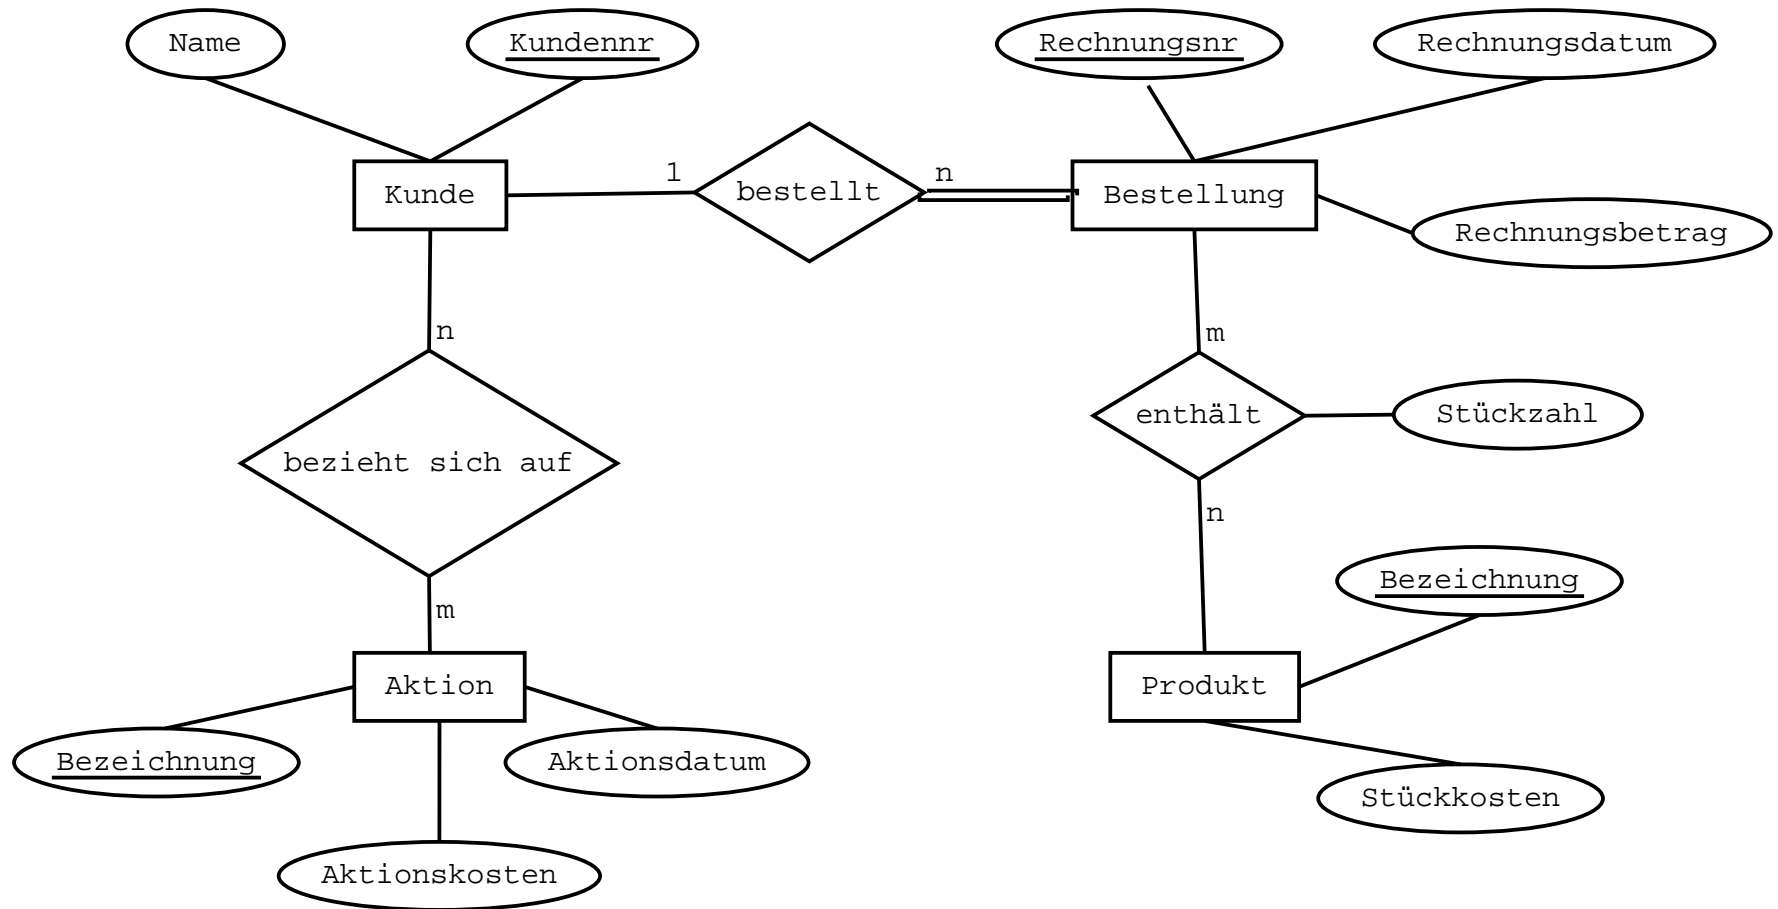 Name
Kundennr
Rechnungsnr
Rechnungsdatum
Kunde
1
bestellt
n
Bestellung
Rechnungsbetrag
n
m
bezieht sich auf
enthält
Stückzahl
n
m
Bezeichnung
Aktion
Produkt
Bezeichnung
Aktionsdatum
Stückkosten
Aktionskosten